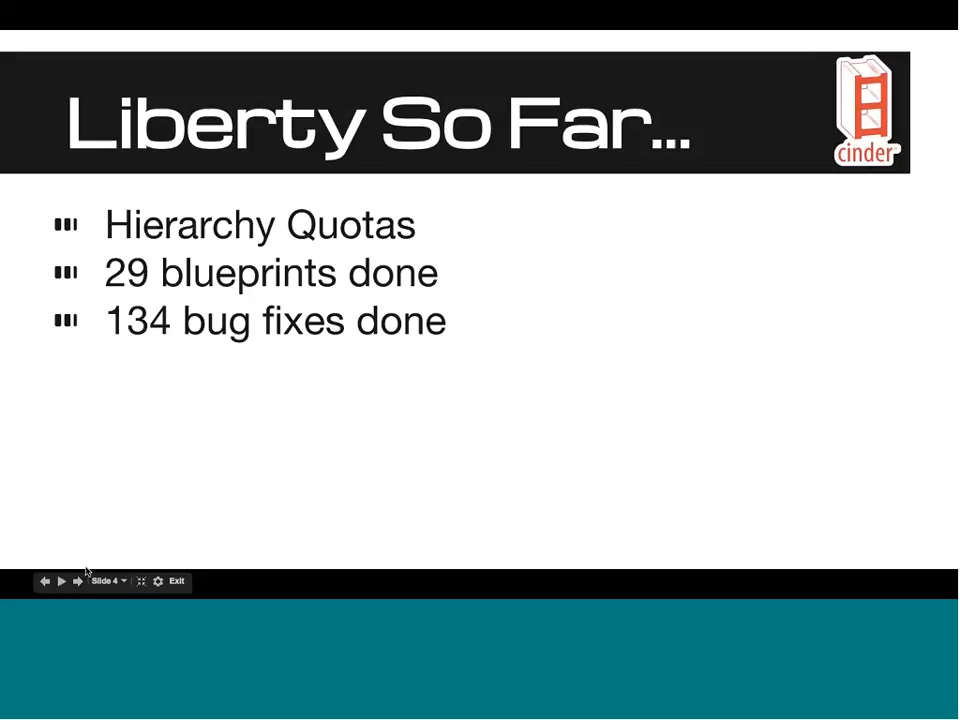 Liberty So Far...
cinder
Hierarchy Quotas
29 blueprints done
134 bug fixes done
Slide 4
Exit